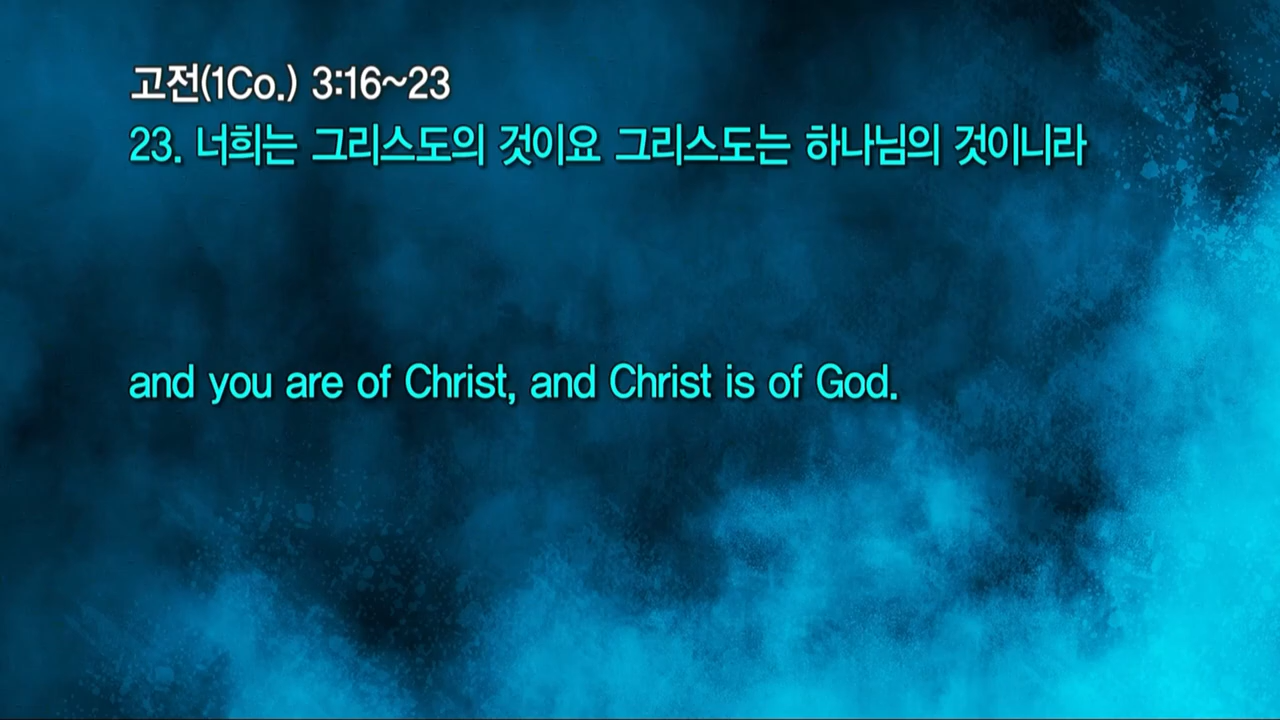 고전(1Co.) 3:16~23
23. 너희는 그리스도의 것이요 그리스도는 하나님의 것이니라
and you are of Christ, and Christ is of God.